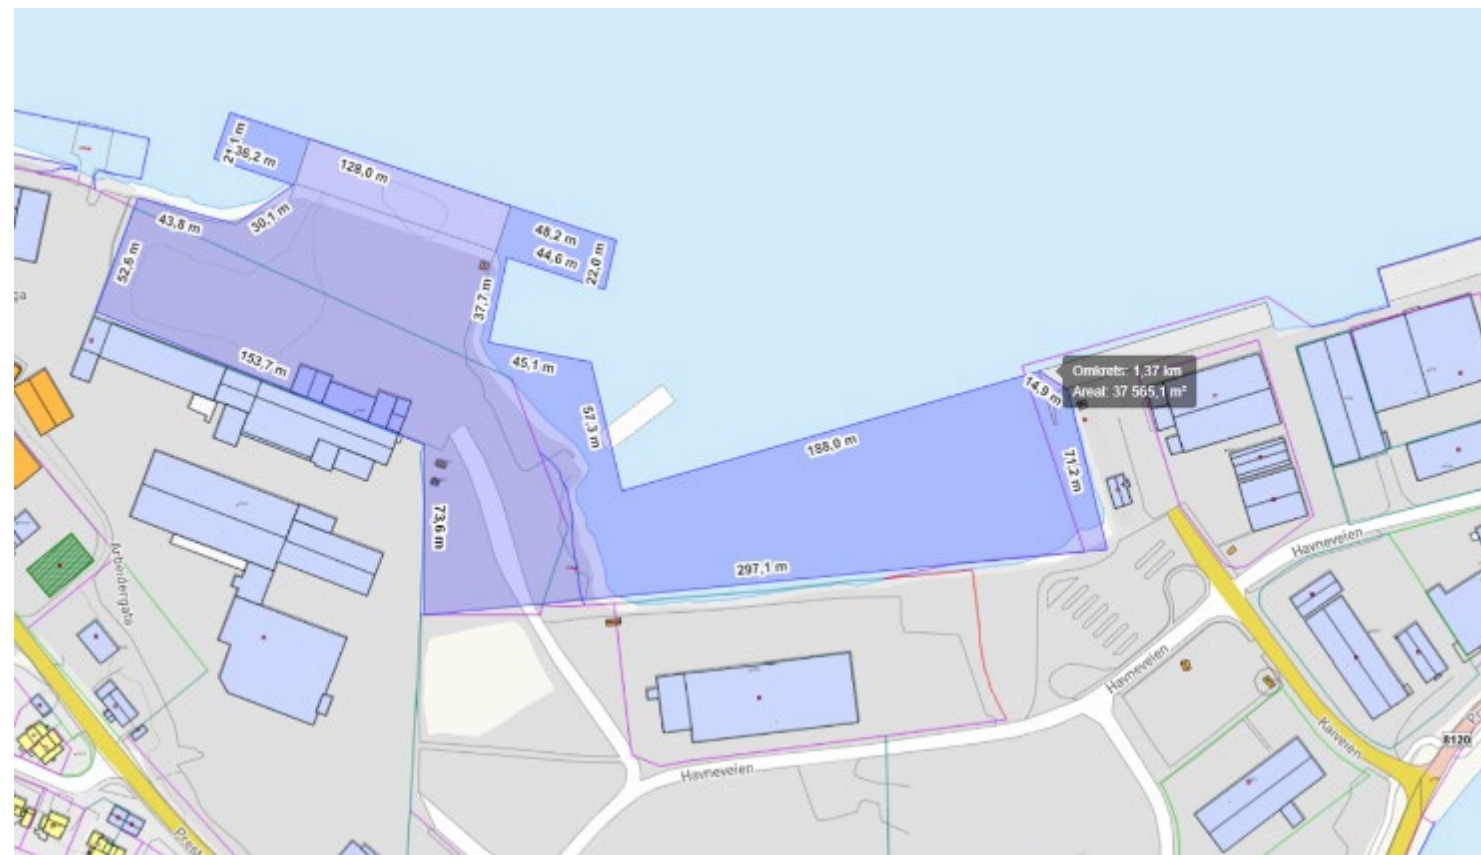 21,1 m
36,2 m
128,0 m
43,8 m
30,1 m
48,2 m
44,6 m
22,0 m
52,6 m
37,7 m
153,7 m
45,1 m
57,3 m
Omkrets: 1,37 km
Areal: 37 565,1 m²
14,9 m
188,0 m
71,2 m
73,6 m
297,1 m
Havneveien
Arbeidergata
Havneveien
Kalveien
8120
Havneveien